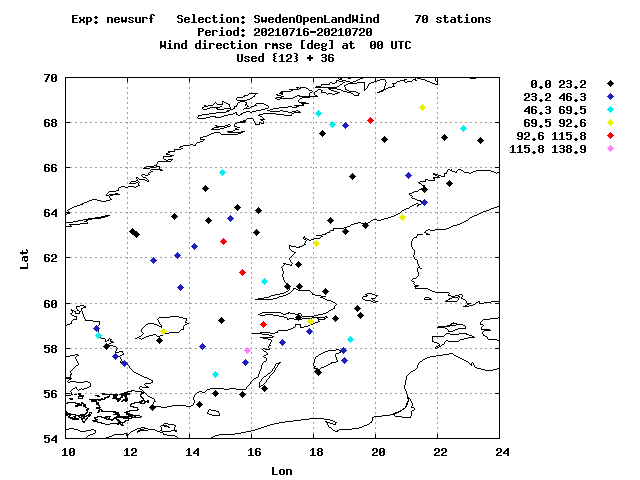 Exp: newsurf   Selection: SwedenOpenLandWind     70 stations
Period: 20210716-20210720
Wind direction rmse [deg] at  00 UTC
Used {12} + 36
70
68
66
64
62
60
58
56
54
Lat
10 12 14 16 18 20 22 24
Lon
0.0 23.2
23.2 46.3
46.3 69.5
69.5 92.6
92.6 115.8
115.8 138.9